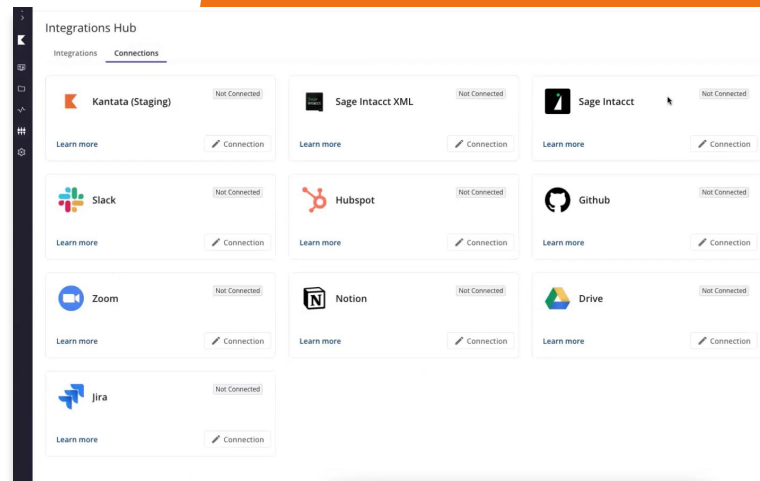 Integrations Hub
Integrations Connections
Kantata (Staging) Not Connected
Sage Intacct XML Not Connected
Sage Intacct Not Connected
Learn more Connection
Learn more Connection
Learn more Connection
Slack Not Connected
Hubspot Not Connected
Github Not Connected
Learn more Connection
Learn more Connection
Learn more Connection
Zoom Not Connected
Notion Not Connected
Drive Not Connected
Learn more Connection
Learn more Connection
Learn more Connection
Jira Not Connected
Learn more Connection